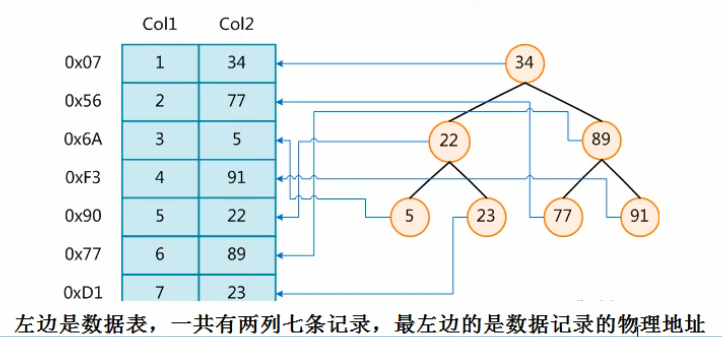 Col1 Col2
0x07 1 34 34
0x56 2 77
0x6A 3 5 22 89
0xF3 4 91
0x90 5 22 5 23 77 91
0x77 6 89
0xD1 7 23
左边是数据表，一共有两列七条记录，最左边的是数据记录的物理地址